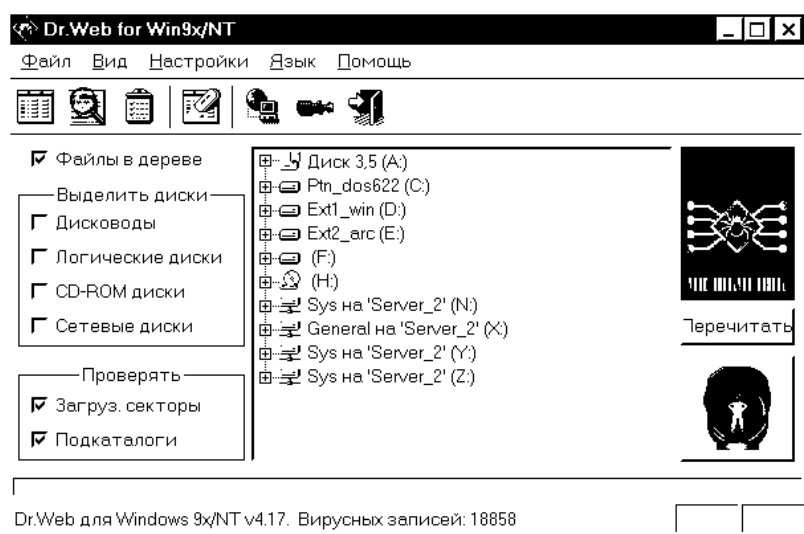 Dr.Web for Win9x/NT
Файл Вид Настройки Язык Помощь
Файлы в дереве
Выделить диски
Дисководы
Логические диски
CD-ROM диски
Сетевые диски
Проверять
Загруз. секторы
Подкаталоги
Диск 3,5 (A:)
Ptn_dos622 (C:)
Ext1_win (D:)
Ext2_arc (E:)
(F:)
(H:)
Sys на 'Server_2' (N:)
General на 'Server_2' (X:)
Sys на 'Server_2' (Y:)
Sys на 'Server_2' (Z:)
Перечитать
Dr.Web для Windows 9x/NT v4.17. Вирусных записей: 18858